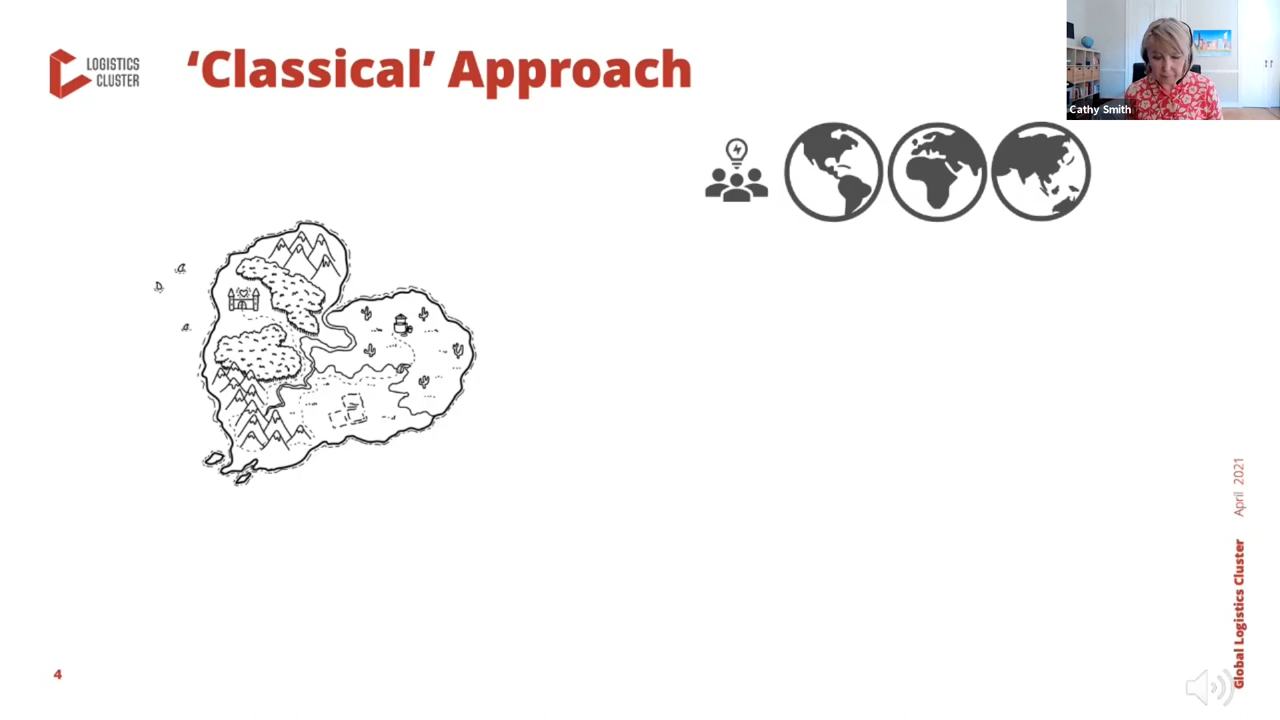 LOGISTICS
CLUSTER
‘Classical’ Approach
Cathy Smith
Global Logistics Cluster April 2021
4